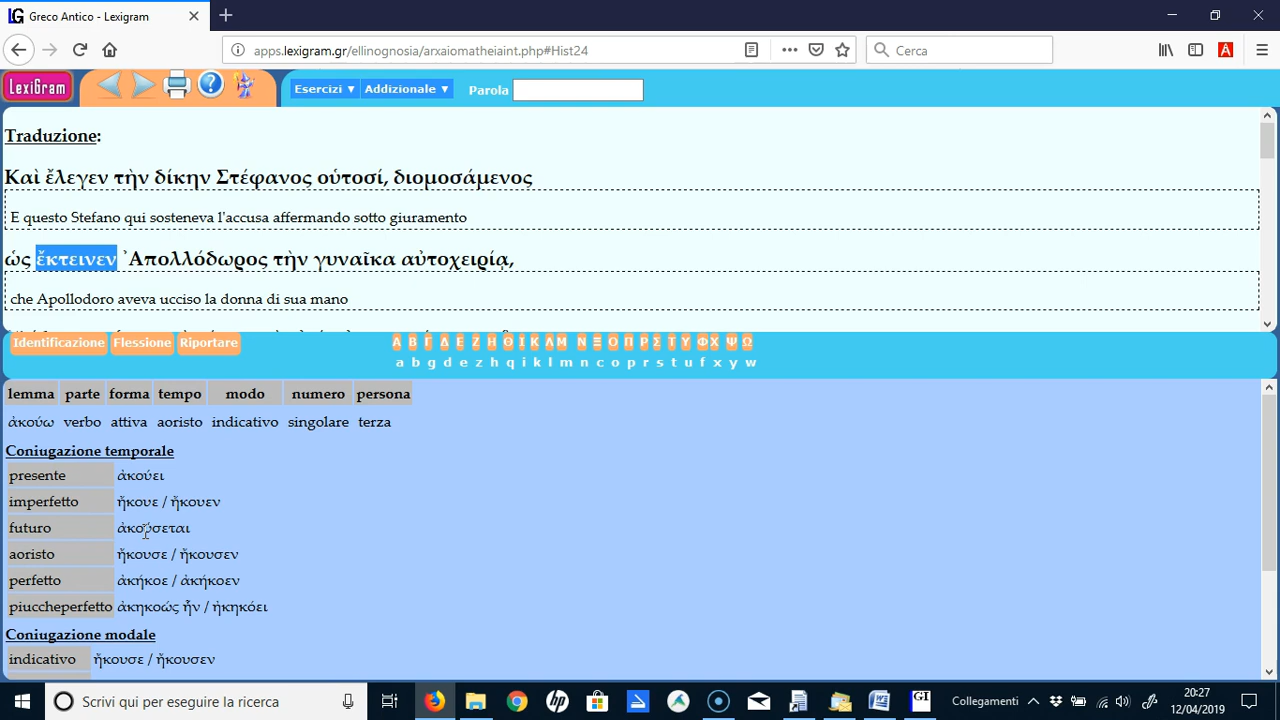 Greco Antico - Lexigram
apps.lexigram.gr/ellinognosia/arxaiomatheiaint.php#Hist24
Cerca
LexiGram
Esercizi ▼ Addizionale ▼ Parola
Traduzione:
Καὶ ἔλεγεν τὴν δίκην Στέφανος οὑτοσί, διομοσάμενος
E questo Stefano qui sosteneva l'accusa affermando sotto giuramento
ὡς ἔκτεινεν Ἀπολλόδωρος τὴν γυναῖκα αὐτοχειρίᾳ,
che Apollodoro aveva ucciso la donna di sua mano
Identificazione Flessione Riportare
Α Β Γ Δ Ε Ζ Η Θ Ι Κ Λ Μ Ν Ξ Ο Π Ρ Σ Τ Υ Φ Χ Ψ Ω
a b g d e z h q i k l m n c o p r s t u f x y w
lemma parte forma tempo modo numero persona
ἀκούω verbo attiva aoristo indicativo singolare terza
Coniugazione temporale
presente ἀκούει
imperfetto ἤκουε / ἤκουεν
futuro ἀκούσεται
aoristo ἤκουσε / ἤκουσεν
perfetto ἀκήκοε / ἀκήκοεν
piuccheperfetto ἀκηκοώς ἦν / ἠκηκόει
Coniugazione modale
indicativo ἤκουσε / ἤκουσεν
Scrivi qui per eseguire la ricerca
GI
Collegamenti
20:27
12/04/2019